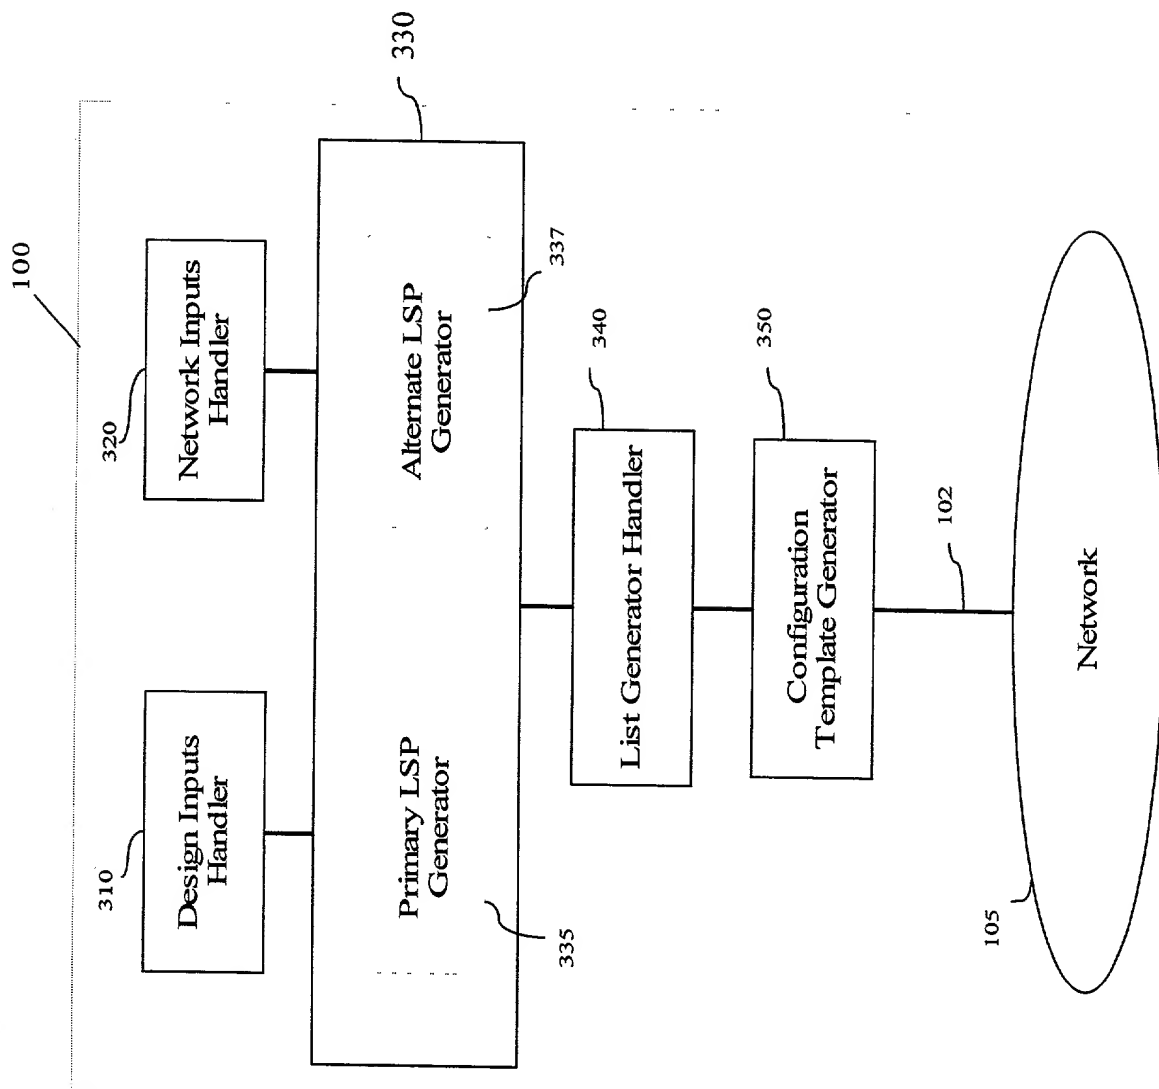 100
310
Design Inputs
Handler
320
Network Inputs
Handler
330
Primary LSP
Generator
335
Alternate LSP
Generator
337
340
List Generator Handler
350
Configuration
Template Generator
102
105
Network